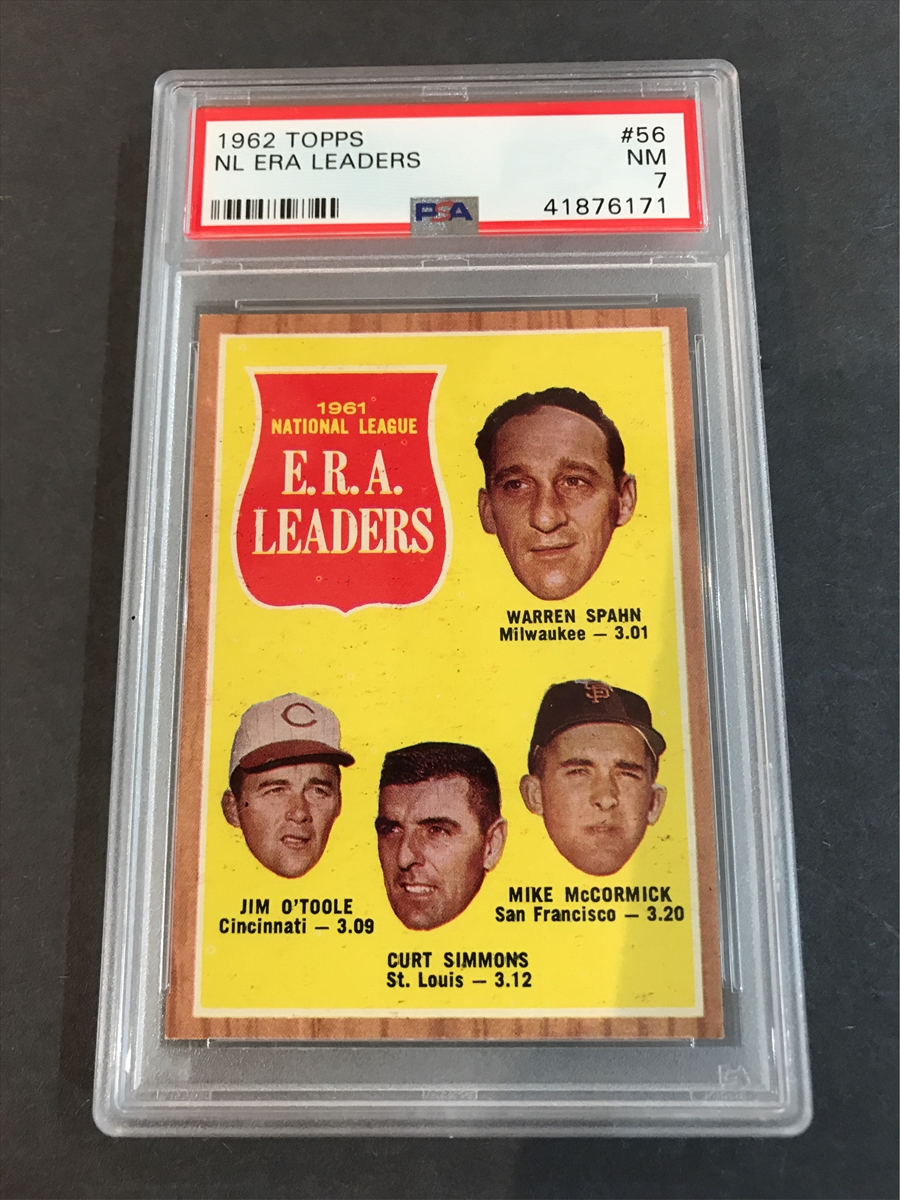 1962 TOPPS #56
NL ERA LEADERS NM
7
PSA 41876171
1961
NATIONAL LEAGUE
E.R.A.
LEADERS
WARREN SPAHN
Milwaukee — 3.01
C
SF
JIM O'TOOLE
Cincinnati — 3.09
MIKE McCORMICK
San Francisco — 3.20
CURT SIMMONS
St. Louis — 3.12